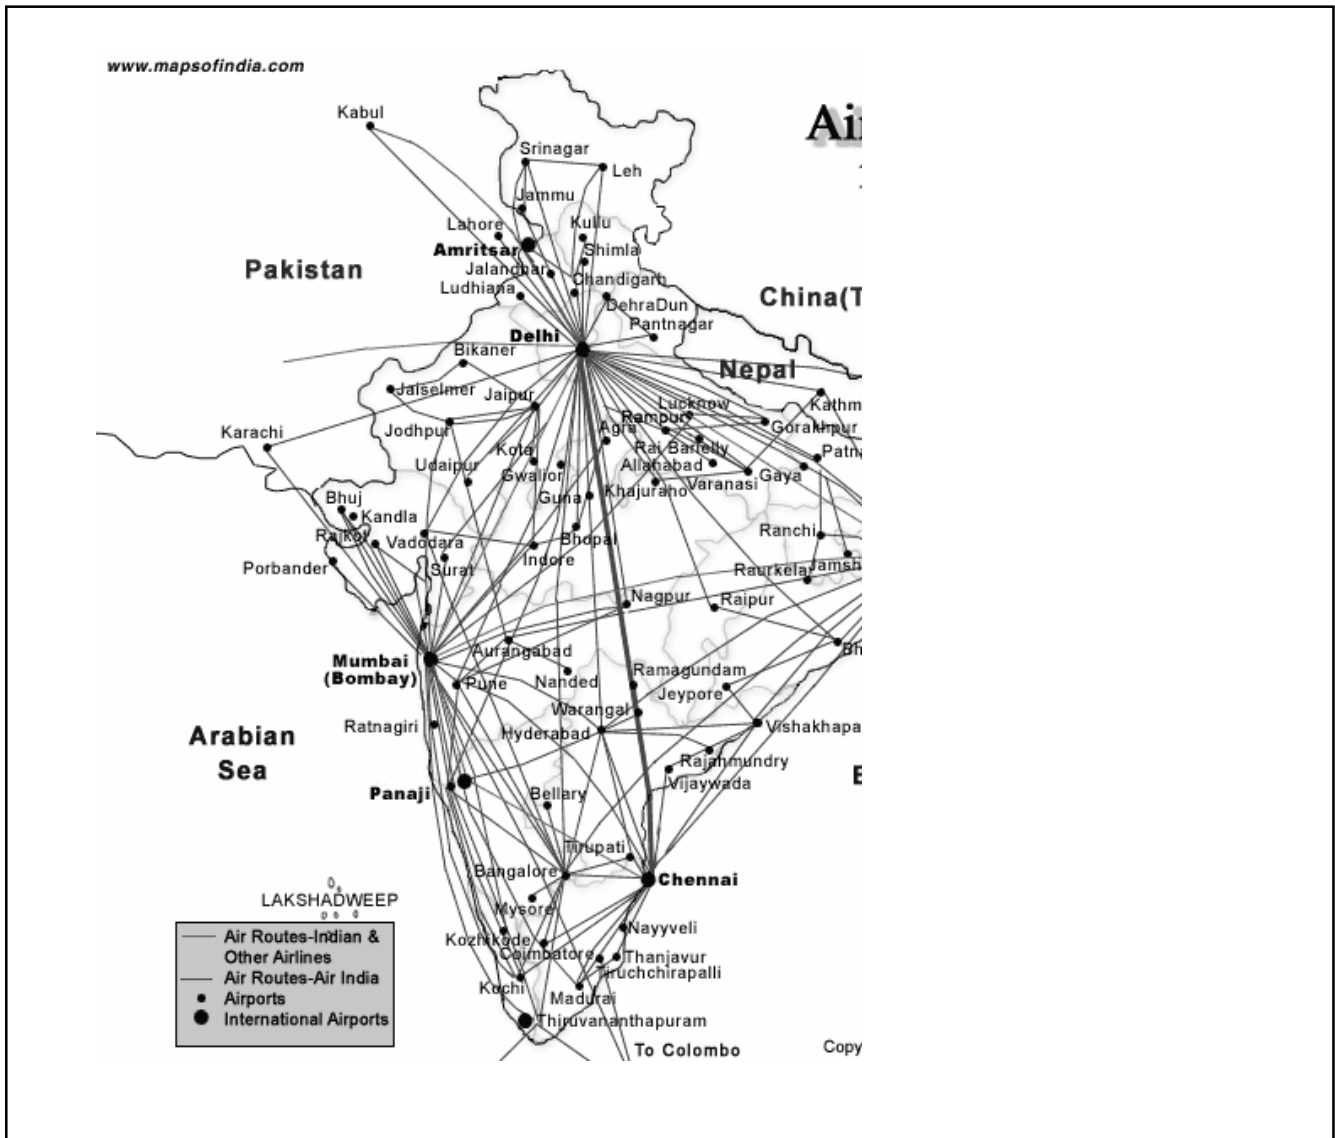 www.mapsofindia.com
Kabul
Air
Srinagar
Leh
Jammu
Lahore
Kullu
Amritsar
Shimla
Pakistan
Jalandhar
Chandigarh
Ludhiana
DehraDun
China(T
Pantnagar
Delhi
Bikaner
Nepal
Jaiselmer
Jaipur
Lucknow
Kathm
Rampur
Karachi
Jodhpur
Agra
Gorakhpur
Kota
Rai Barielly
Patna
Udaipur
Gwalior
Allahabad
Varanasi
Gaya
Bhuj
Guna
Khajuraho
Kandla
Rajkot
Vadodara
Bhopal
Ranchi
Indore
Porbander
Surat
Raurkela
Jamsh
Nagpur
Raipur
Aurangabad
Bh
Mumbai
(Bombay)
Pune
Nanded
Ramagundam
Jeypore
Warangal
Ratnagiri
Hyderabad
Vishakhapa
Arabian
Sea
Rajahmundry
Vijaywada
Panaji
Bellary
Tirupati
Bangalore
Chennai
LAKSHADWEEP
Mysore
Nayyveli
Kozhikode
Coimbatore
Thanjavur
Tiruchchirapalli
Kochi
Madurai
Thiruvananthapuram
To Colombo
Copy
Air Routes-Indian &
Other Airlines
Air Routes-Air India
Airports
International Airports